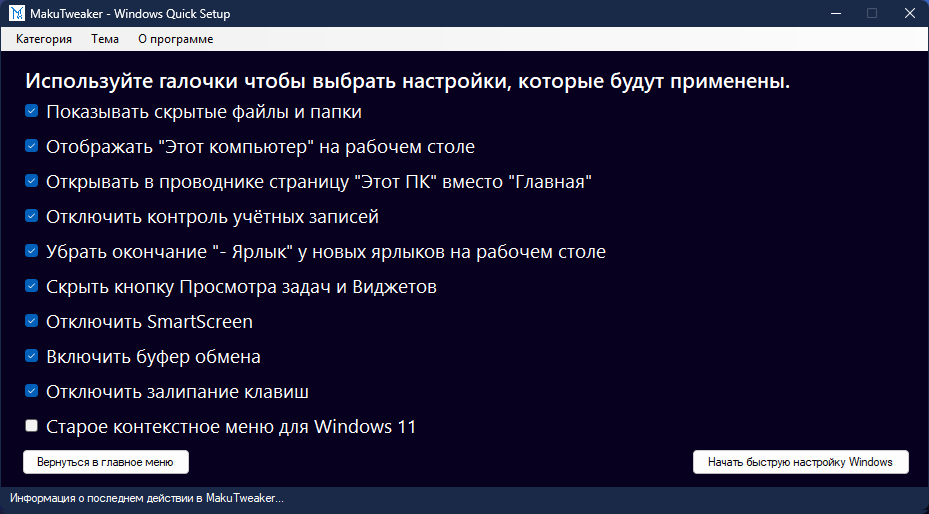 MakuTweaker - Windows Quick Setup
Категория Тема О программе
Используйте галочки чтобы выбрать настройки, которые будут применены.
Показывать скрытые файлы и папки
Отображать "Этот компьютер" на рабочем столе
Открывать в проводнике страницу "Этот ПК" вместо "Главная"
Отключить контроль учётных записей
Убрать окончание "- Ярлык" у новых ярлыков на рабочем столе
Скрыть кнопку Просмотра задач и Виджетов
Отключить SmartScreen
Включить буфер обмена
Отключить залипание клавиш
Старое контекстное меню для Windows 11
Вернуться в главное меню Начать быструю настройку Windows
Информация о последнем действии в MakuTweaker...